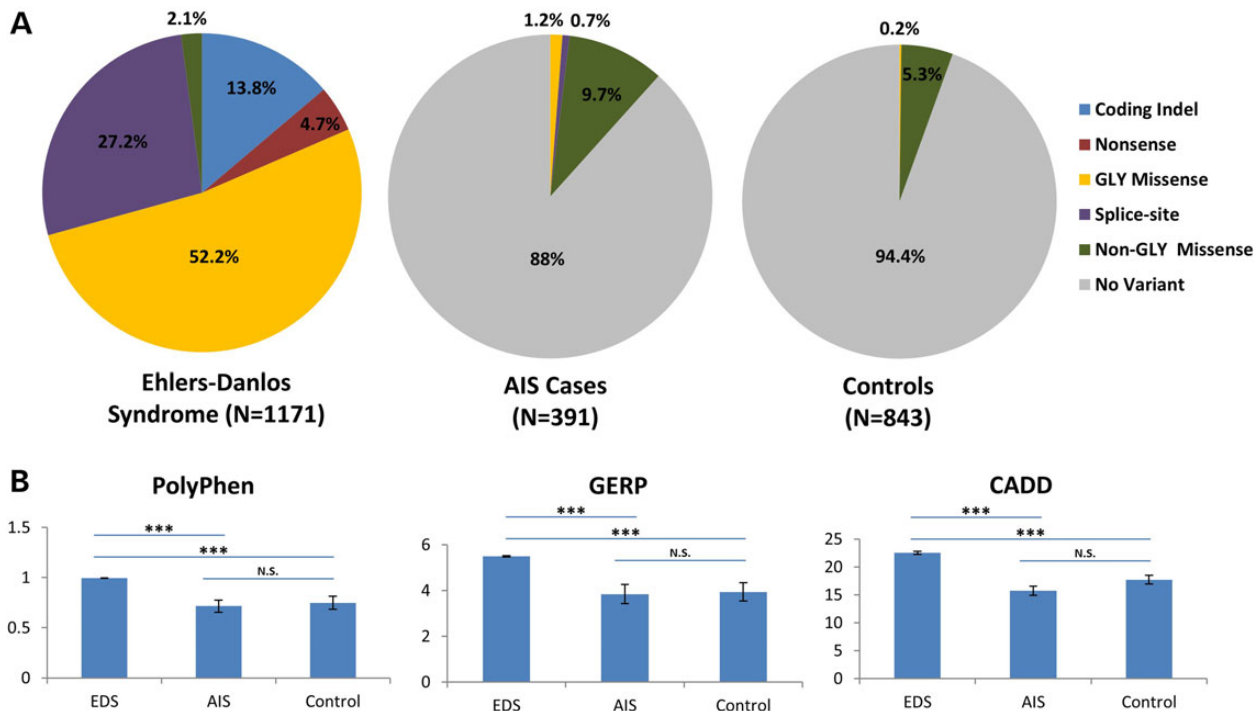 A
2.1%
13.8%
4.7%
27.2%
52.2%
Ehlers-Danlos
Syndrome (N=1171)
1.2%
0.7%
9.7%
88%
AIS Cases
(N=391)
0.2%
5.3%
94.4%
Controls
(N=843)
Coding Indel
Nonsense
GLY Missense
Splice-site
Non-GLY Missense
No Variant
B
PolyPhen
1.5
1
0.5
0
***
***
N.S.
EDS
AIS
Control
GERP
6
4
2
0
***
***
N.S.
EDS
AIS
Control
CADD
25
20
15
10
5
0
***
***
N.S.
EDS
AIS
Control